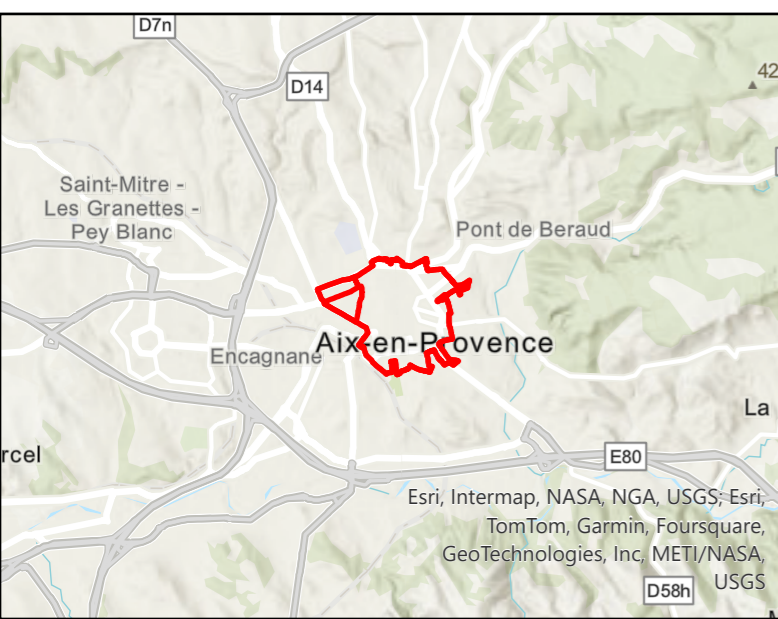 D7n
D14
42
Saint-Mitre -
Les Granettes -
Pey Blanc
Pont de Beraud
Aix-en-Provence
Encagnane
La
rcel
E80
Esri, Intermap, NASA, NGA, USGS; Esri,
TomTom, Garmin, Foursquare,
GeoTechnologies, Inc, METI/NASA,
USGS
D58h